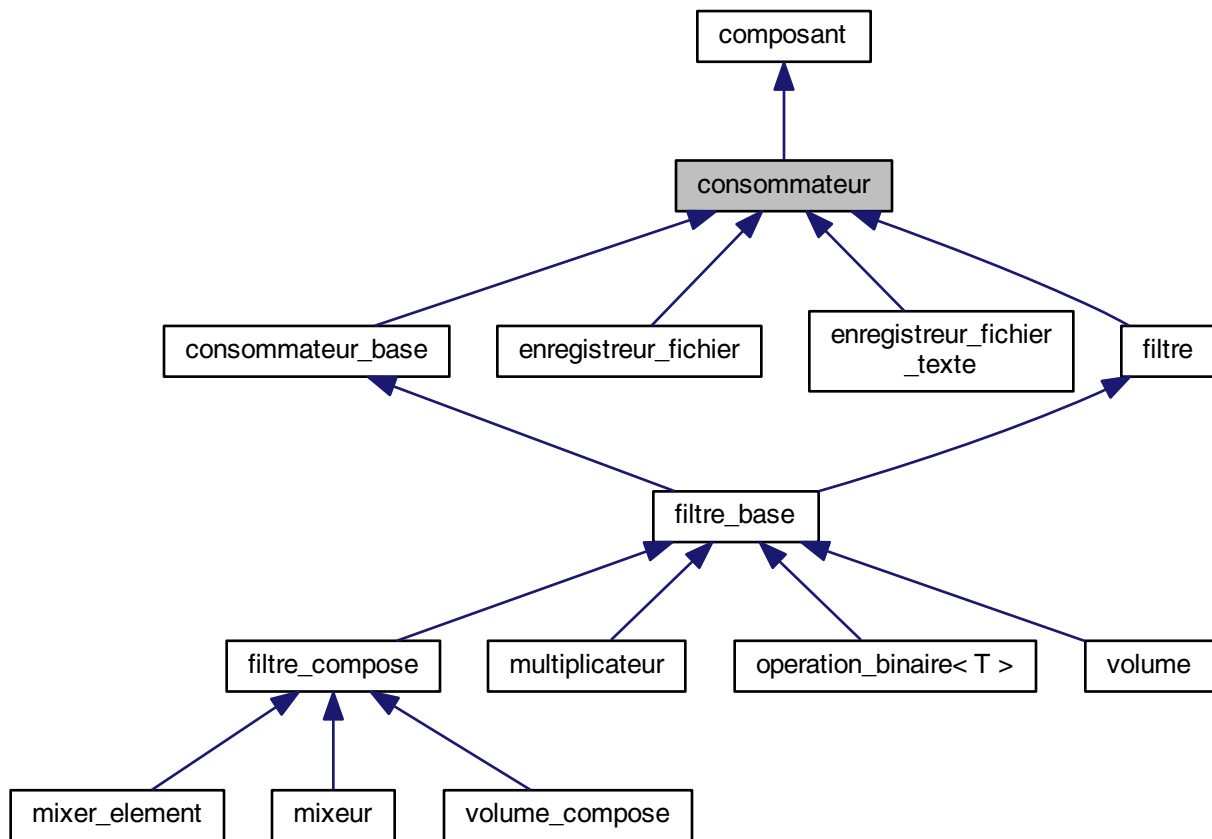 composant
consommateur
consommateur_base
enregistreur_fichier
enregistreur_fichier
_texte
filtre
filtre_base
filtre_compose
multiplicateur
operation_binaire< T >
volume
mixer_element
mixeur
volume_compose